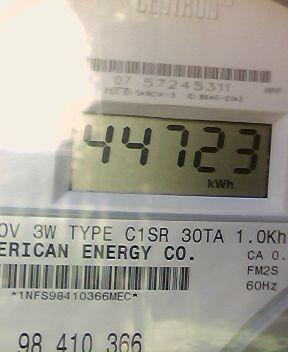 CENTRON®
07 57245311
44723
kWh
0V 3W TYPE C1SR 30TA 1.0Kh
ERICAN ENERGY CO.
CA 0.
FM2S
60Hz
*1NFS98410366MEC*
98 410 366